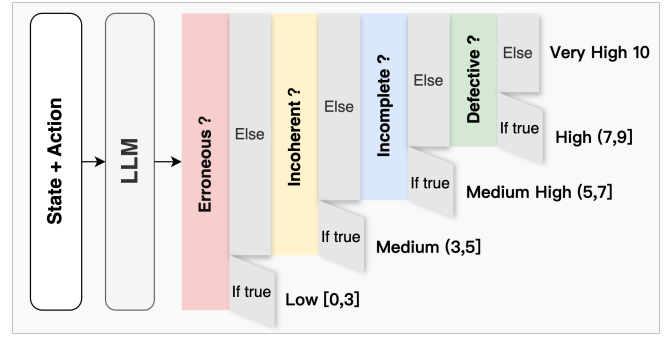 State + Action
LLM
Erroneous ?
Else
If true
Low [0,3]
Incoherent ?
Else
If true
Medium (3,5]
Incomplete ?
Else
If true
Medium High (5,7]
Defective ?
Else
If true
High (7,9]
Very High 10